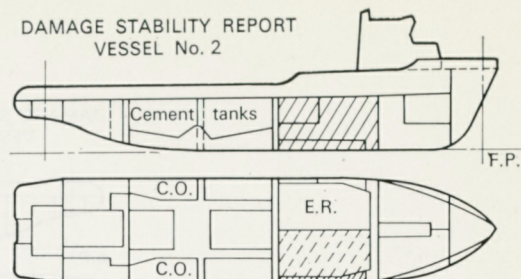 DAMAGE STABILITY REPORT
VESSEL No. 2
Cement tanks
F.P.
C.O.
E.R.
C.O.